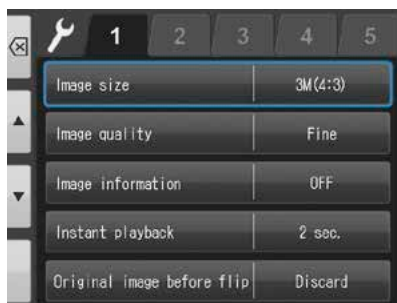 1 2 3 4 5
Image size 3M(4:3)
Image quality Fine
Image information OFF
Instant playback 2 sec.
Original image before flip Discard